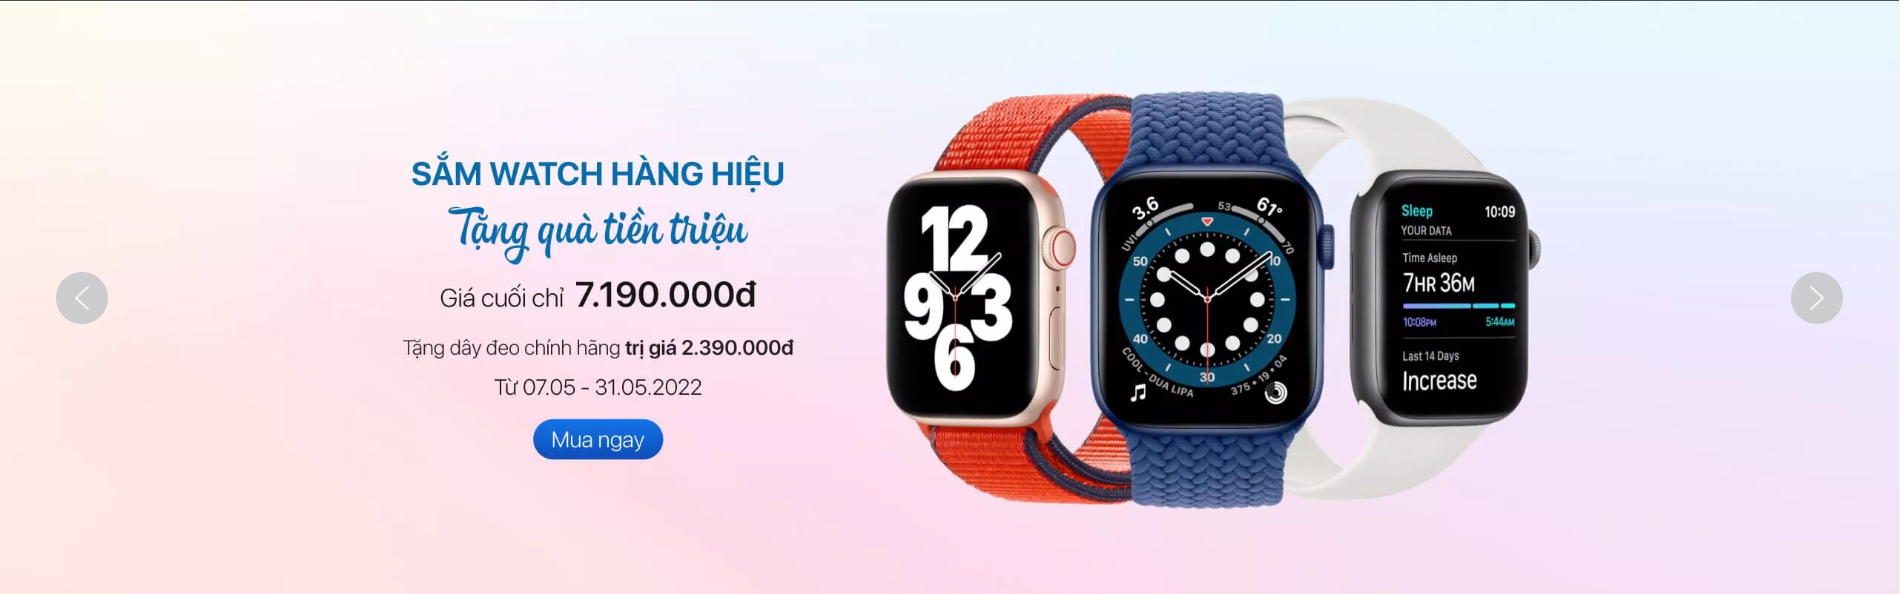 SẮM WATCH HÀNG HIỆU
Tặng quà tiền triệu
Giá cuối chỉ 7.190.000đ
Tặng dây đeo chính hãng trị giá 2.390.000đ
Từ 07.05 - 31.05.2022
Mua ngay
12
9 3
6
3.6
UVI
53 61° 70
50 10
40 20
30
COOL - DUA LIPA
375 • 19 • 04
Sleep 10:09
YOUR DATA
Time Asleep
7HR 36M
10:08PM 5:44AM
Last 14 Days
Increase